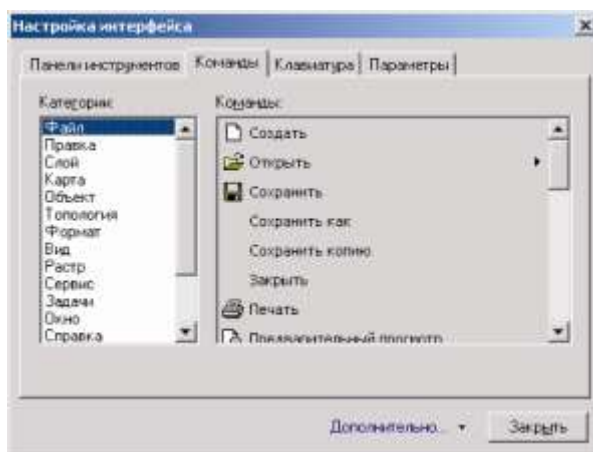 Настройка интерфейса
Панели инструментов Команды Клавиатура Параметры
Категории:
Файл
Правка
Слой
Карта
Объект
Топология
Формат
Вид
Растр
Сервис
Задачи
Окно
Справка
Команды:
Создать
Открыть
Сохранить
Сохранить как
Сохранить копию
Закрыть
Печать
Предварительный просмотр
Дополнительно...
Закрыть